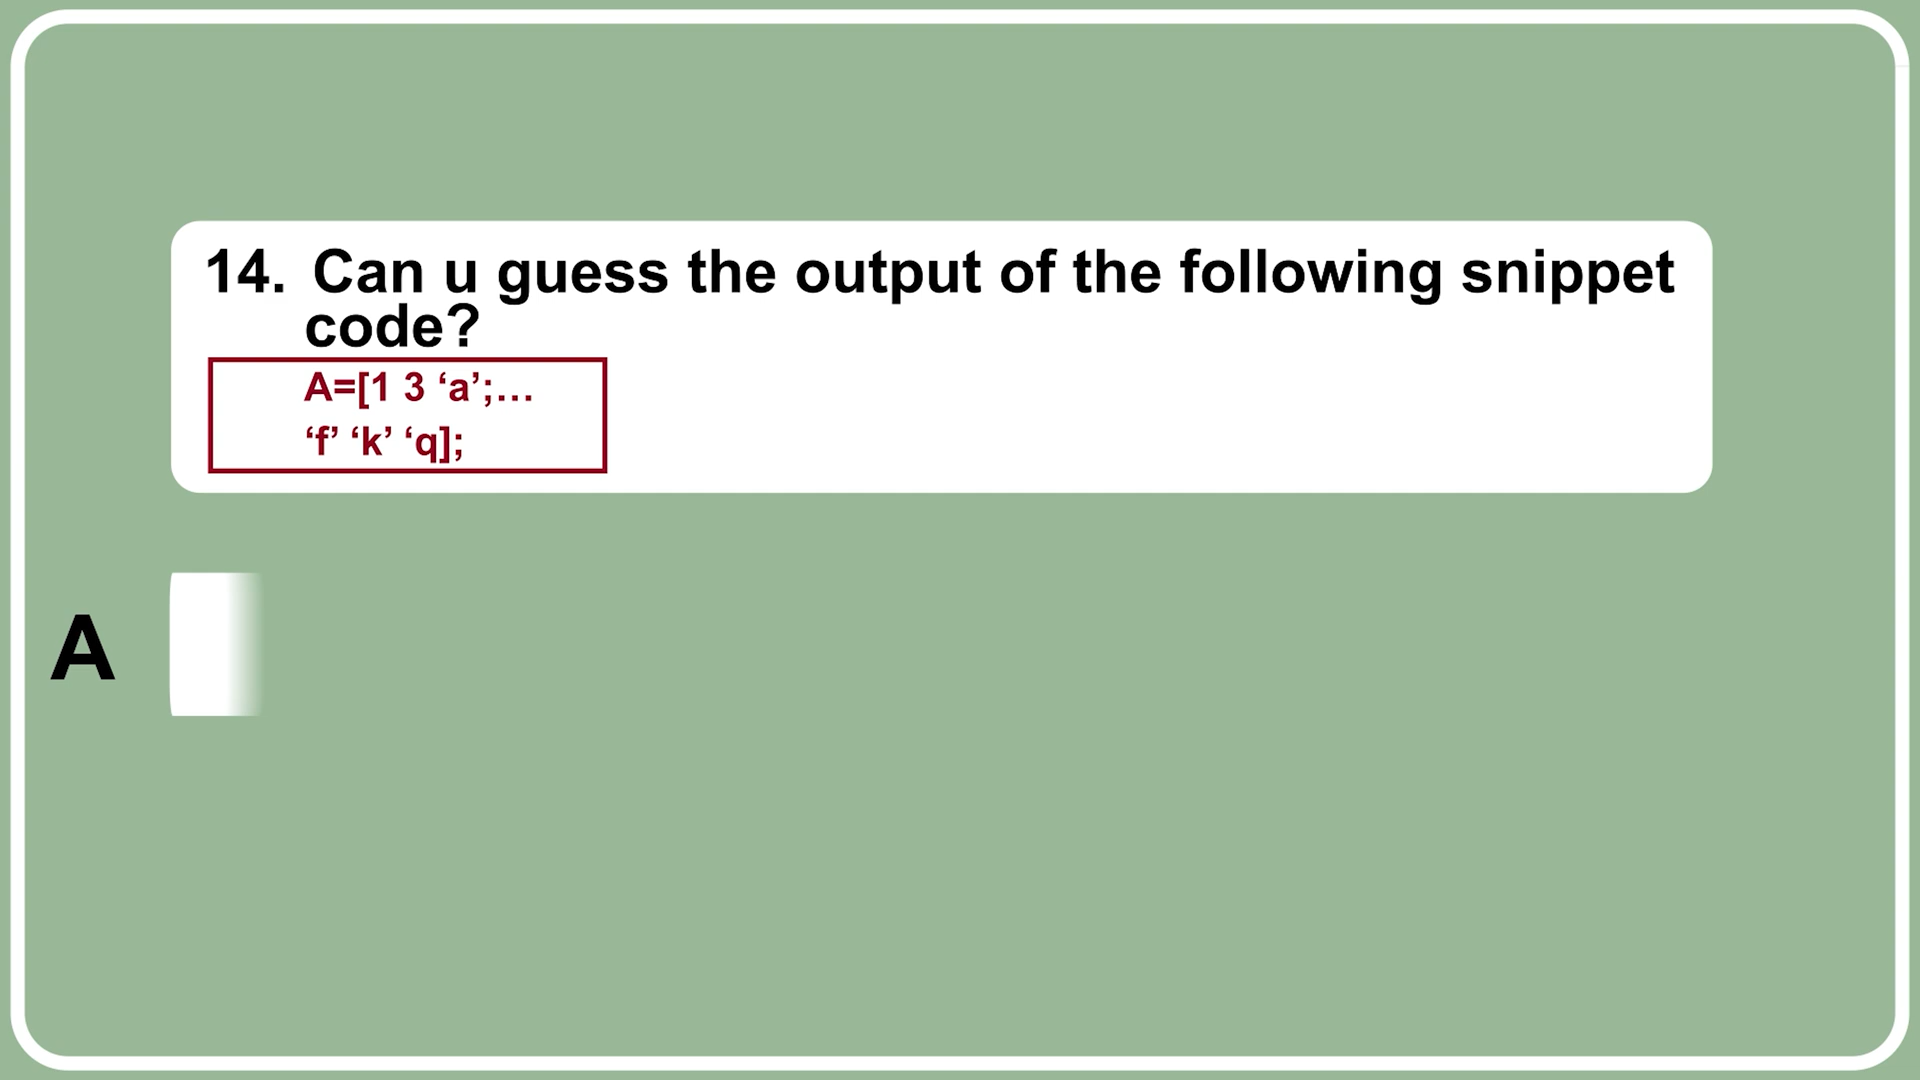 14. Can u guess the output of the following snippet
code?
A=[1 3 ‘a’;…
‘f’ ‘k’ ‘q];
A